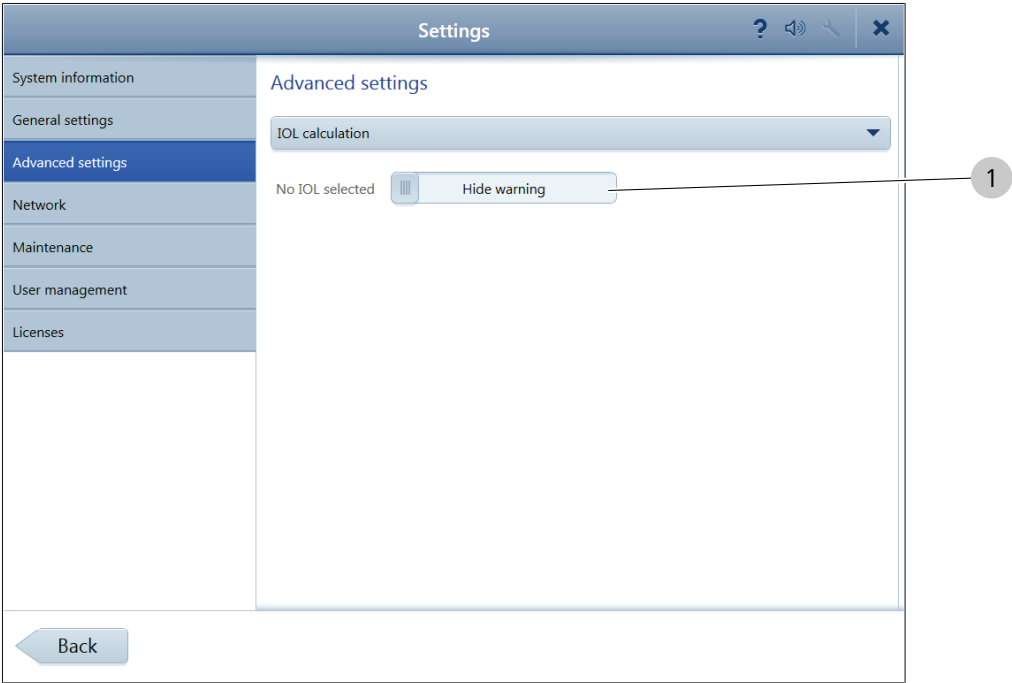 Settings
?
System information
General settings
Advanced settings
Network
Maintenance
User management
Licenses
Advanced settings
IOL calculation
No IOL selected
Hide warning
1
Back